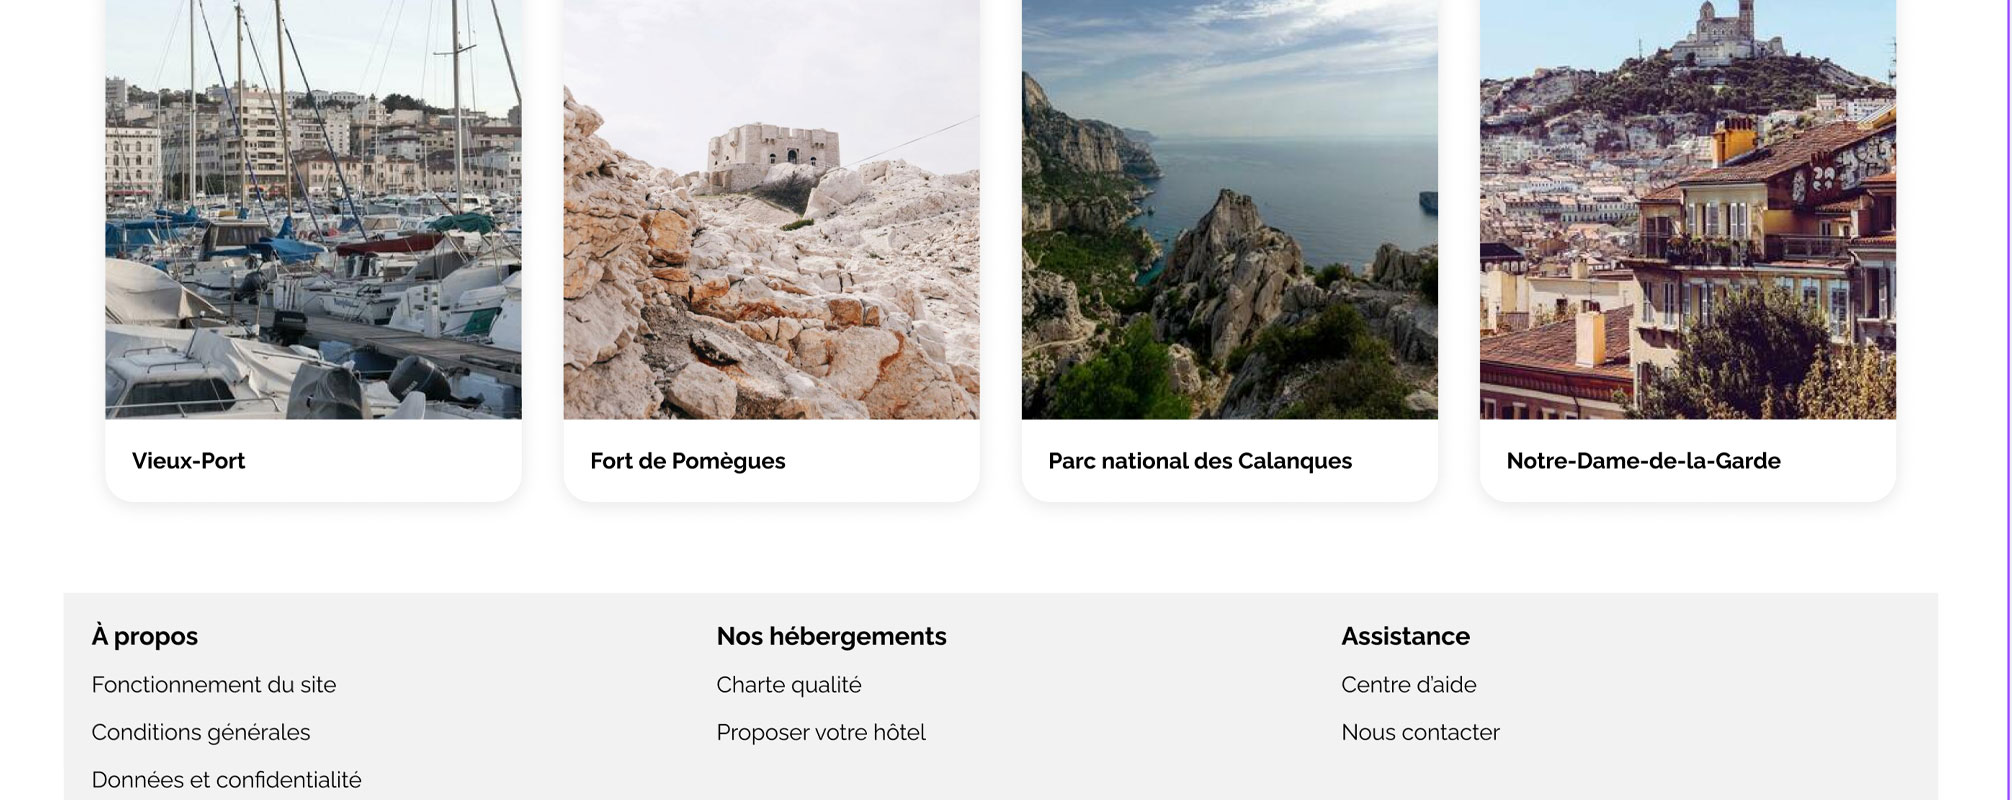 Vieux-Port
Fort de Pomègues
Parc national des Calanques
Notre-Dame-de-la-Garde
À propos
Fonctionnement du site
Conditions générales
Données et confidentialité
Nos hébergements
Charte qualité
Proposer votre hôtel
Assistance
Centre d’aide
Nous contacter